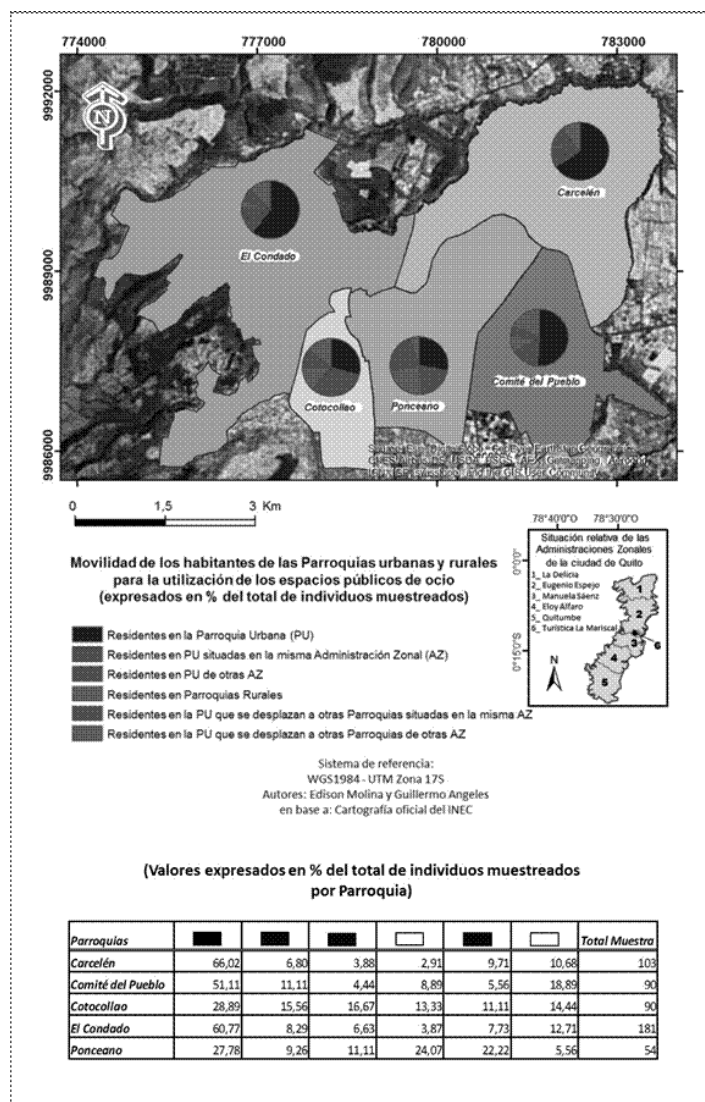 774000 777000 780000 783000
9992000
9989000
9986000
N
Carcelén
El Condado
Cotocollao
Ponceano
Comité del Pueblo
0 1,5 3 Km
Movilidad de los habitantes de las Parroquias urbanas y rurales
para la utilización de los espacios públicos de ocio
(expresados en % del total de individuos muestreados)
Residentes en la Parroquia Urbana (PU)
Residentes en PU situadas en la misma Administración Zonal (AZ)
Residentes en PU de otras AZ
Residentes en Parroquias Rurales
Residentes en la PU que se desplazan a otras Parroquias situadas en la misma AZ
Residentes en la PU que se desplazan a otras Parroquias de otras AZ
78°40'0"O 78°30'0"O
0°0'0"
0°15'0"S
Situación relativa de las
Administraciones Zonales
de la ciudad de Quito
1_ La Delicia
2_ Eugenio Espejo
3_ Manuela Sáenz
4_ Eloy Alfaro
5_ Quitumbe
6_ Turística La Mariscal
1
2
3
6
4
5
N
Sistema de referencia:
WGS1984 - UTM Zona 17S
Autores: Edison Molina y Guillermo Angeles
en base a: Cartografía oficial del INEC
(Valores expresados en % del total de individuos muestreados
por Parroquia)
Parroquias Total Muestra
Carcelén 66,02 6,80 3,88 2,91 9,71 10,68 103
Comité del Pueblo 51,11 11,11 4,44 8,89 5,56 18,89 90
Cotocollao 28,89 15,56 16,67 13,33 11,11 14,44 90
El Condado 60,77 8,29 6,63 3,87 7,73 12,71 181
Ponceano 27,78 9,26 11,11 24,07 22,22 5,56 54